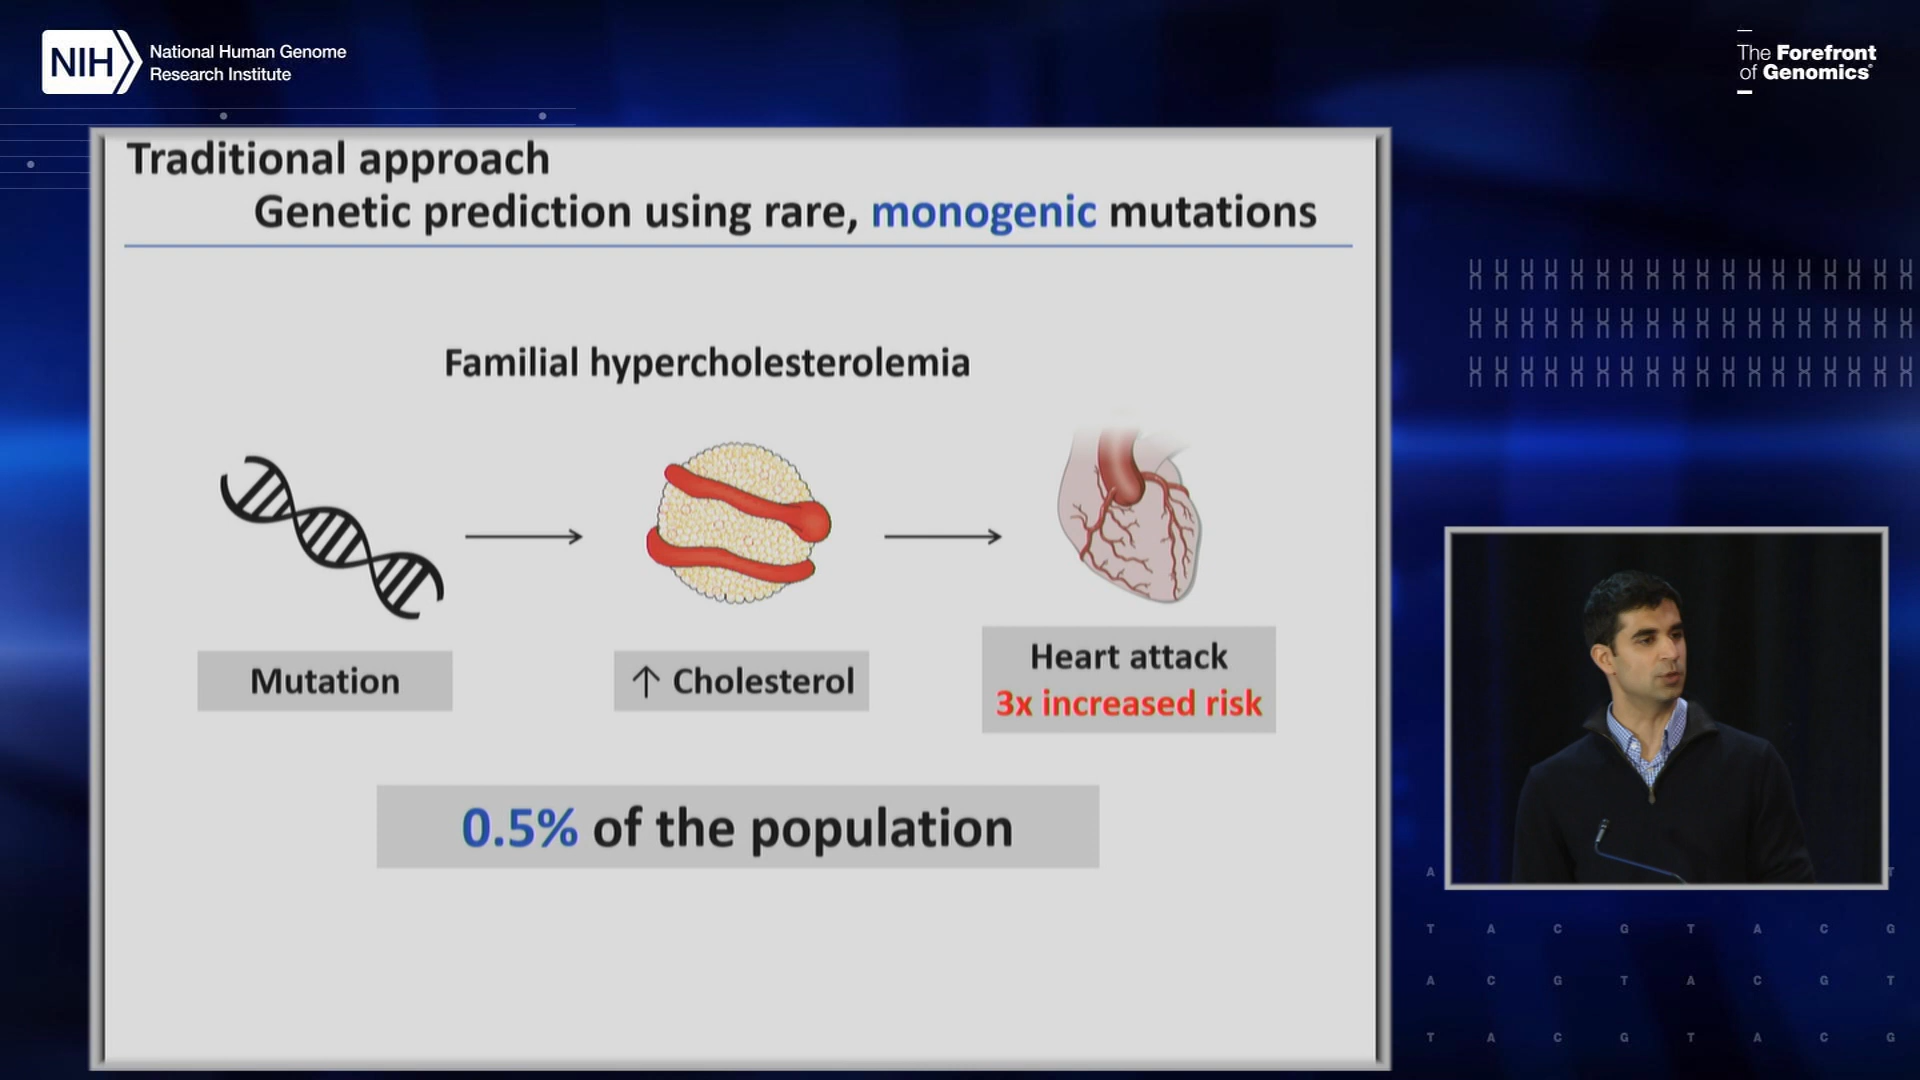 NIH
National Human Genome
Research Institute
The Forefront
of Genomics®
Traditional approach
Genetic prediction using rare, monogenic mutations
Familial hypercholesterolemia
Mutation
↑ Cholesterol
Heart attack
3x increased risk
0.5% of the population
A T
T A C G T A C G
A C G T A C G T
T A C G T A C G